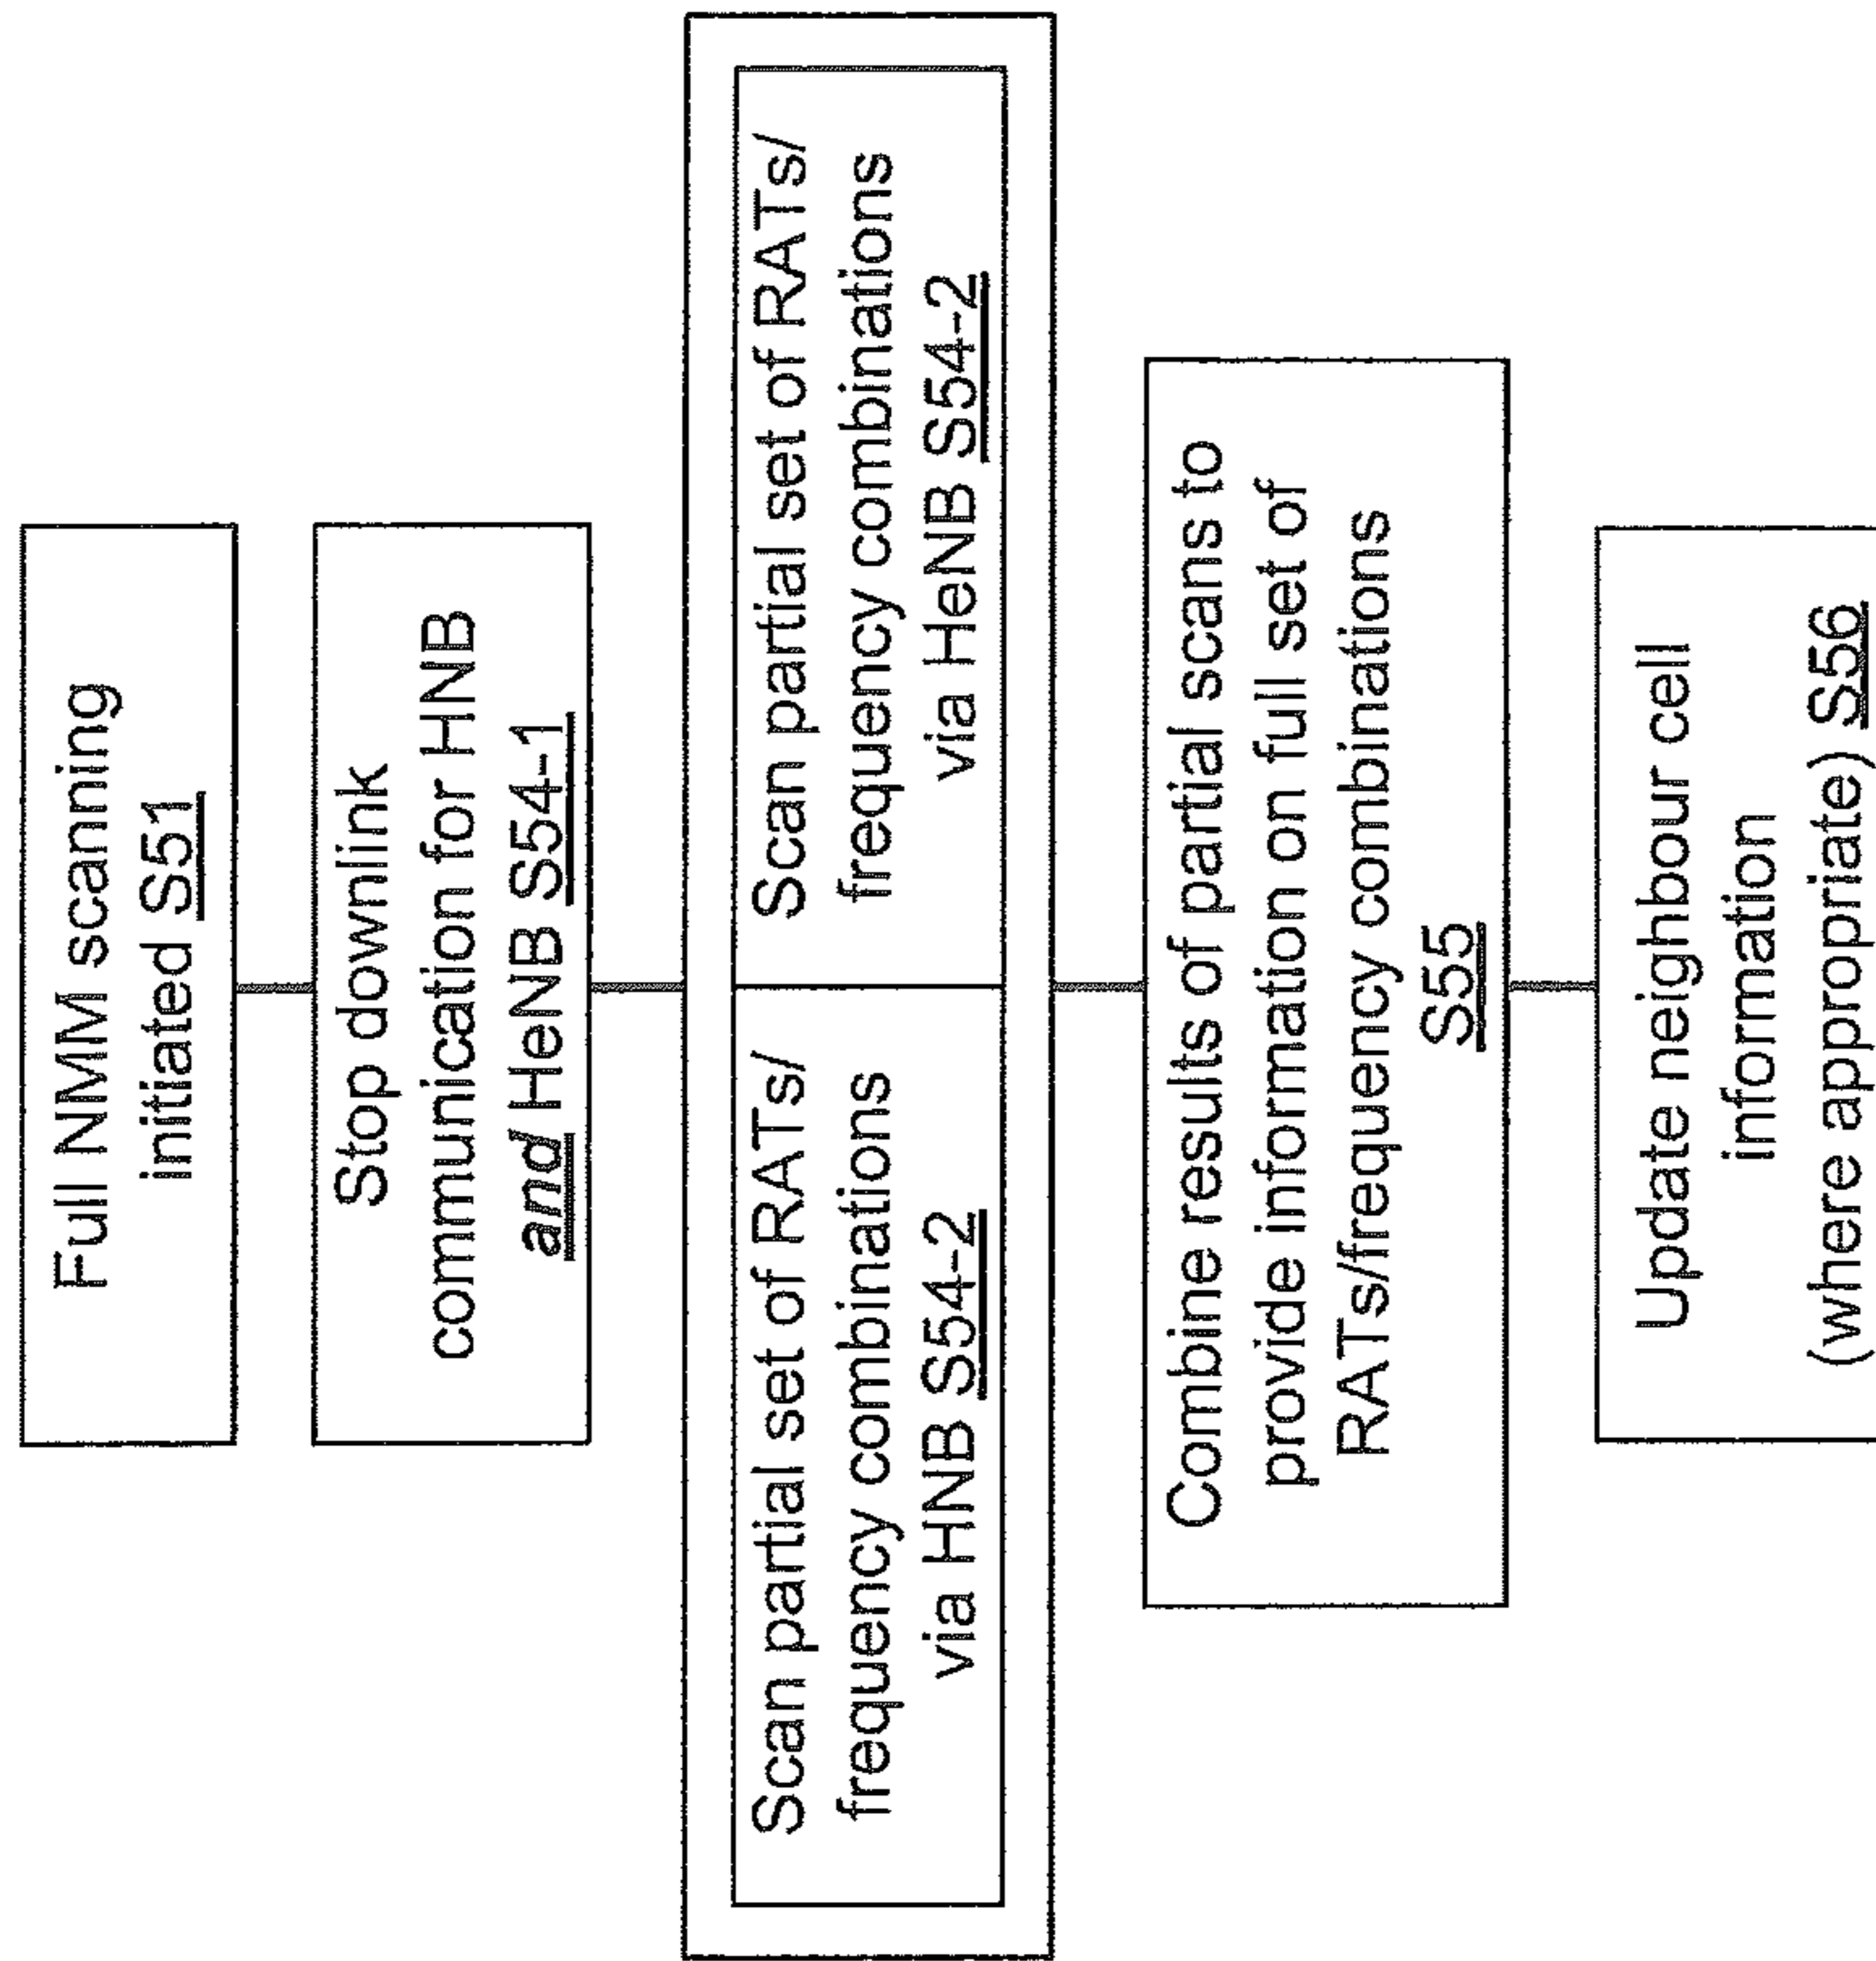 Full NMM scanning
initiated S51
Stop downlink
communication for HNB
and HeNB S54-1
Scan partial set of RATs/
frequency combinations
via HNB S54-2
Scan partial set of RATs/
frequency combinations
via HeNB S54-2
Combine results of partial scans to
provide information on full set of
RATs/frequency combinations
S55
Update neighbour cell
information
(where appropriate) S56